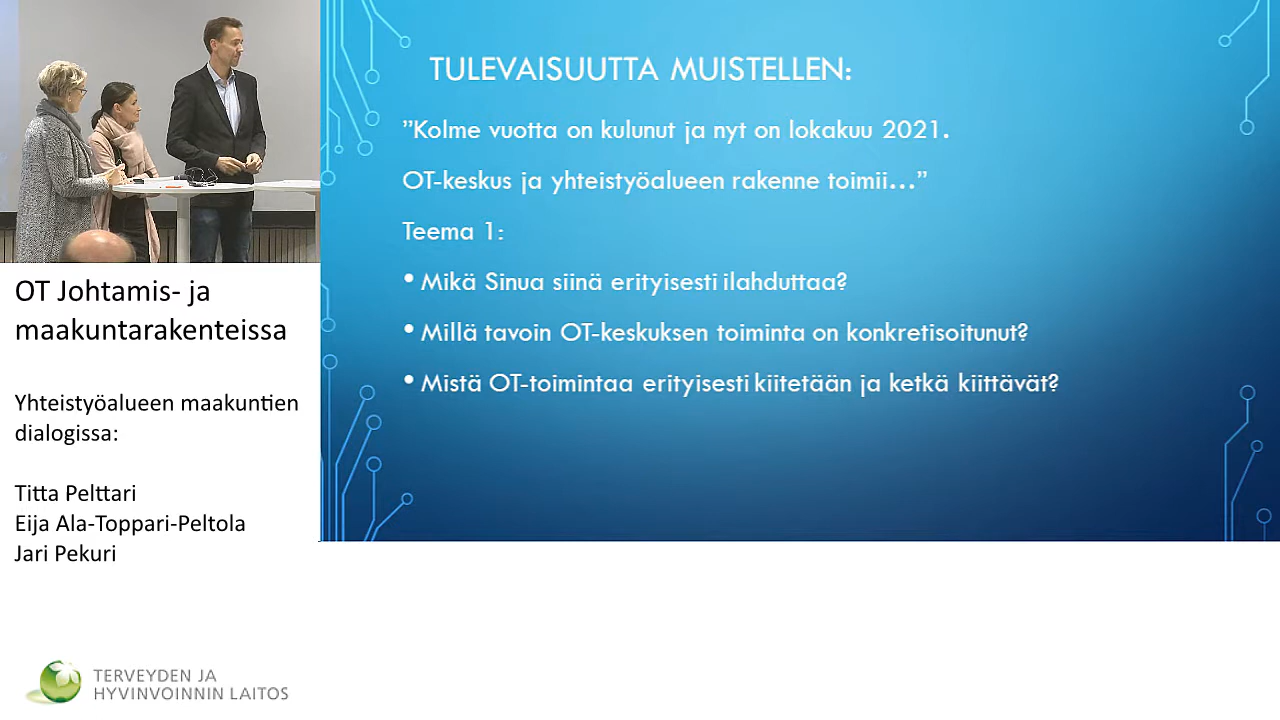 TULEVAISUUTTA MUISTELLEN:
”Kolme vuotta on kulunut ja nyt on lokakuu 2021.
OT-keskus ja yhteistyöalueen rakenne toimii…”
Teema 1:
• Mikä Sinua siinä erityisesti ilahduttaa?
• Millä tavoin OT-keskuksen toiminta on konkretisoitunut?
• Mistä OT-toimintaa erityisesti kiitetään ja ketkä kiittävät?
OT Johtamis- ja
maakuntarakenteissa
Yhteistyöalueen maakuntien
dialogissa:
Titta Pelttari
Eija Ala-Toppari-Peltola
Jari Pekuri
TERVEYDEN JA
HYVINVOINNIN LAITOS